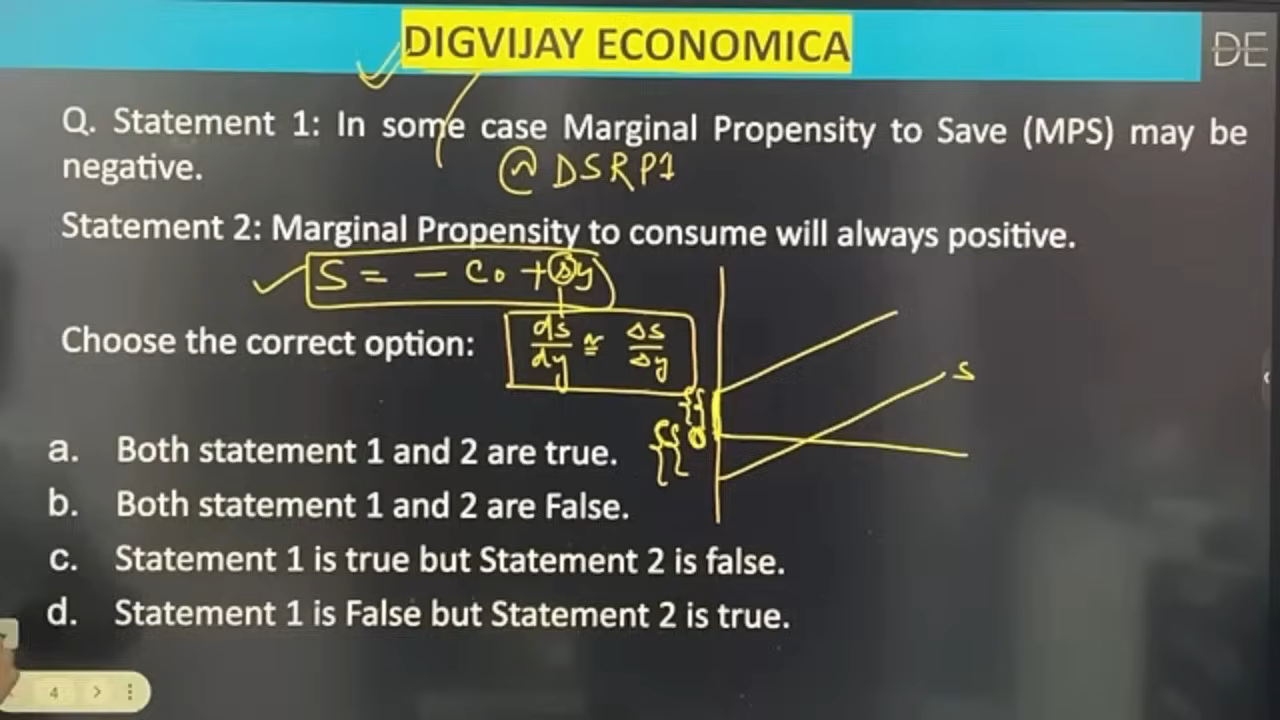 DIGVIJAY ECONOMICA
DE
Q. Statement 1: In some case Marginal Propensity to Save (MPS) may be
negative.
@DSRP1
Statement 2: Marginal Propensity to consume will always positive.
S = - C0 + sy
Choose the correct option:
ds/dy ≅ Δs/Δy
s
a. Both statement 1 and 2 are true.
b. Both statement 1 and 2 are False.
c. Statement 1 is true but Statement 2 is false.
d. Statement 1 is False but Statement 2 is true.
4 >